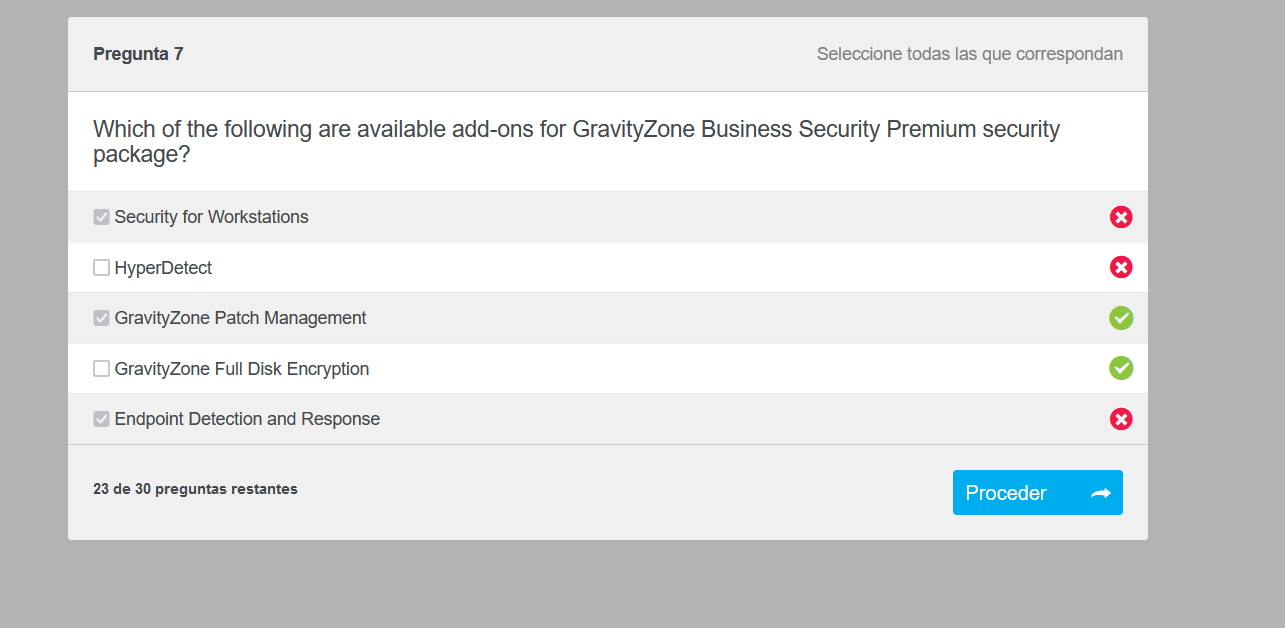 Pregunta 7
Seleccione todas las que correspondan
Which of the following are available add-ons for GravityZone Business Security Premium security
package?
Security for Workstations
HyperDetect
GravityZone Patch Management
GravityZone Full Disk Encryption
Endpoint Detection and Response
23 de 30 preguntas restantes
Proceder